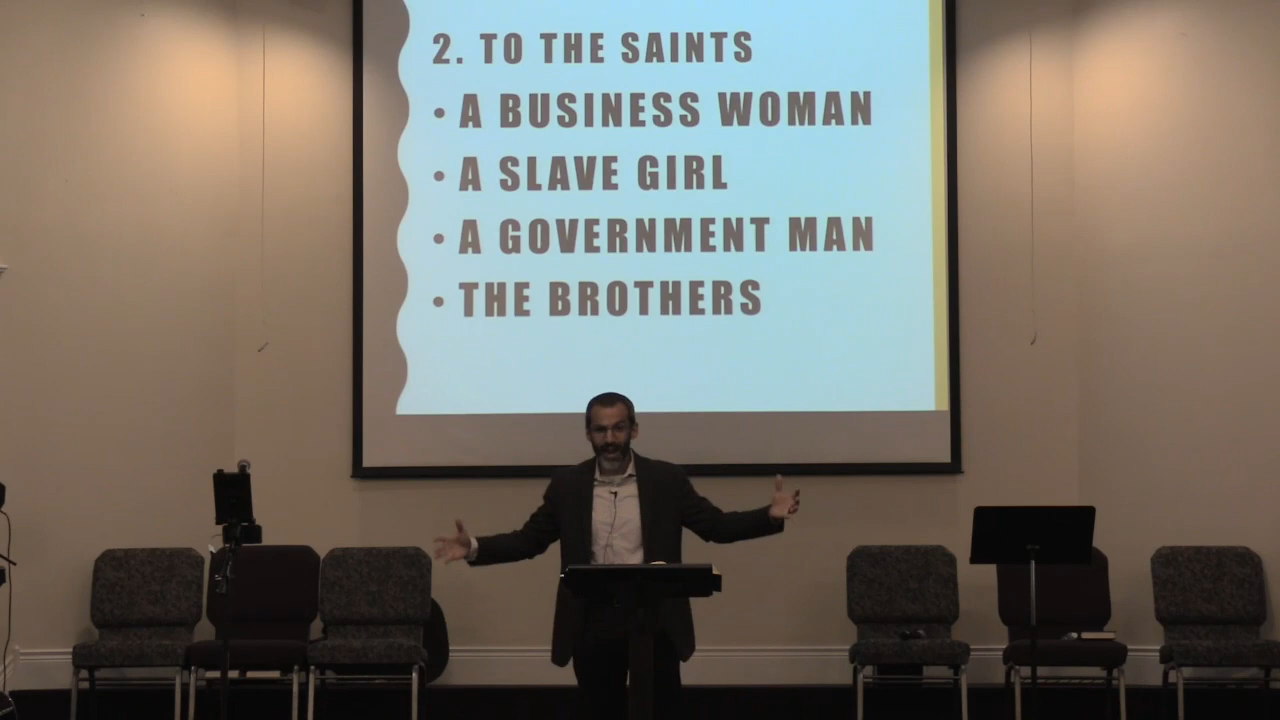 2. TO THE SAINTS
• A BUSINESS WOMAN
• A SLAVE GIRL
• A GOVERNMENT MAN
• THE BROTHERS